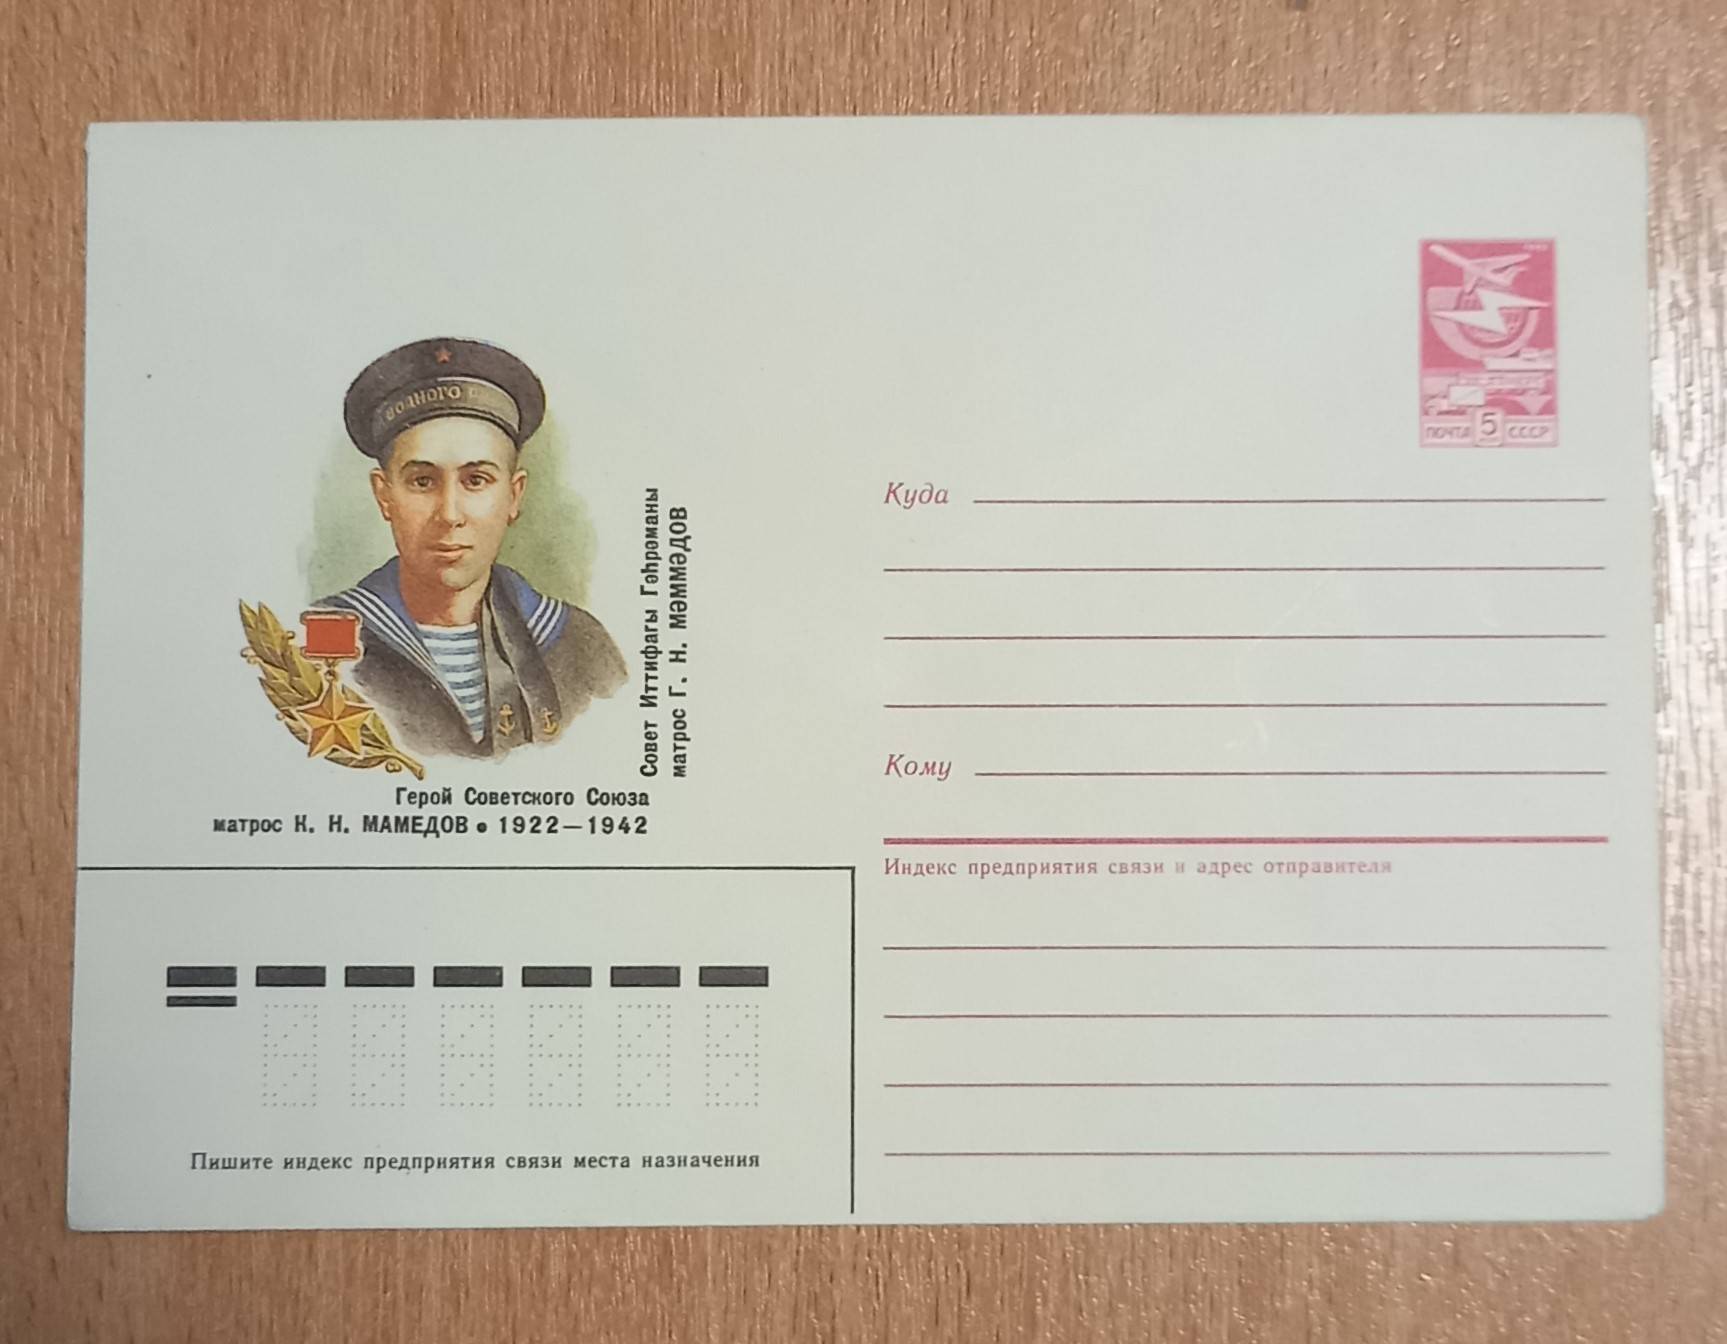 водного
Совет Иттифагы Гәһрәманы
матрос Г. Н. МӘММӘДОВ
Герой Советского Союза
матрос К. Н. МАМЕДОВ • 1922—1942
ПОЧТА 5 СССР
Куда
Кому
Индекс предприятия связи и адрес отправителя
Пишите индекс предприятия связи места назначения